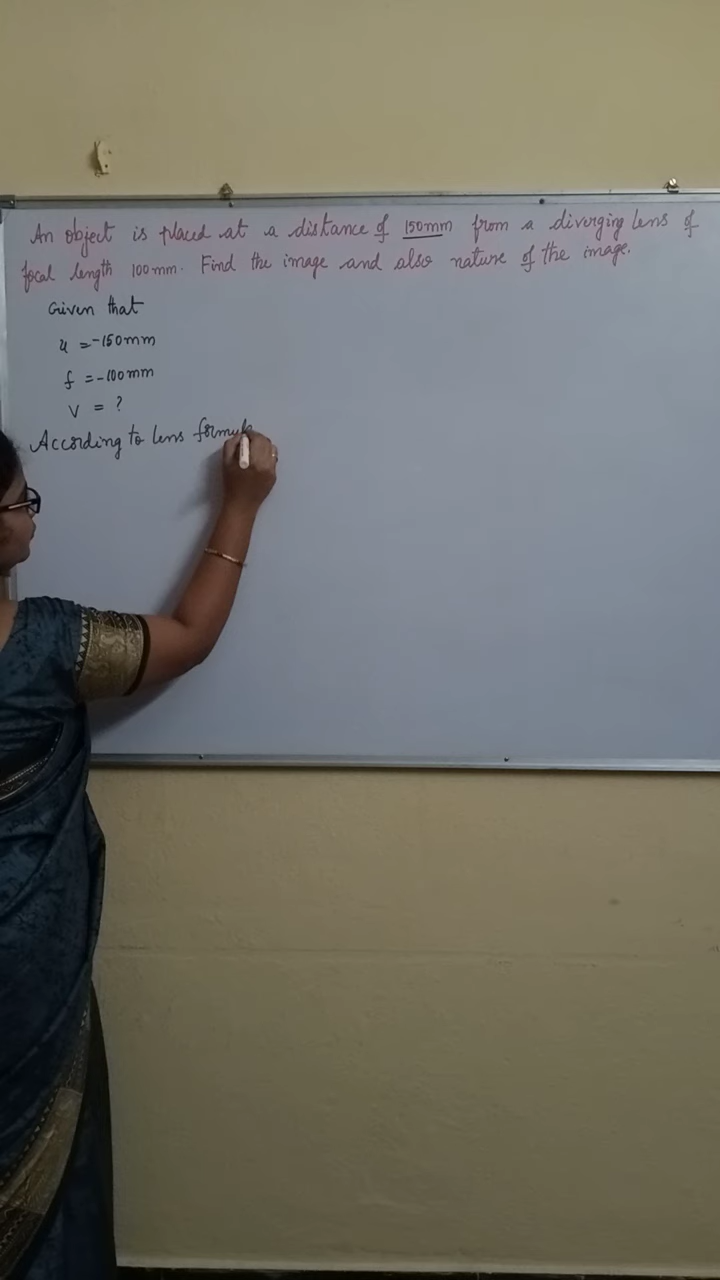 An object is placed at a distance of 150mm from a diverging lens of
focal length 100mm. Find the image and also nature of the image.
Given that
u = -150mm
f = -100mm
v = ?
According to lens formul